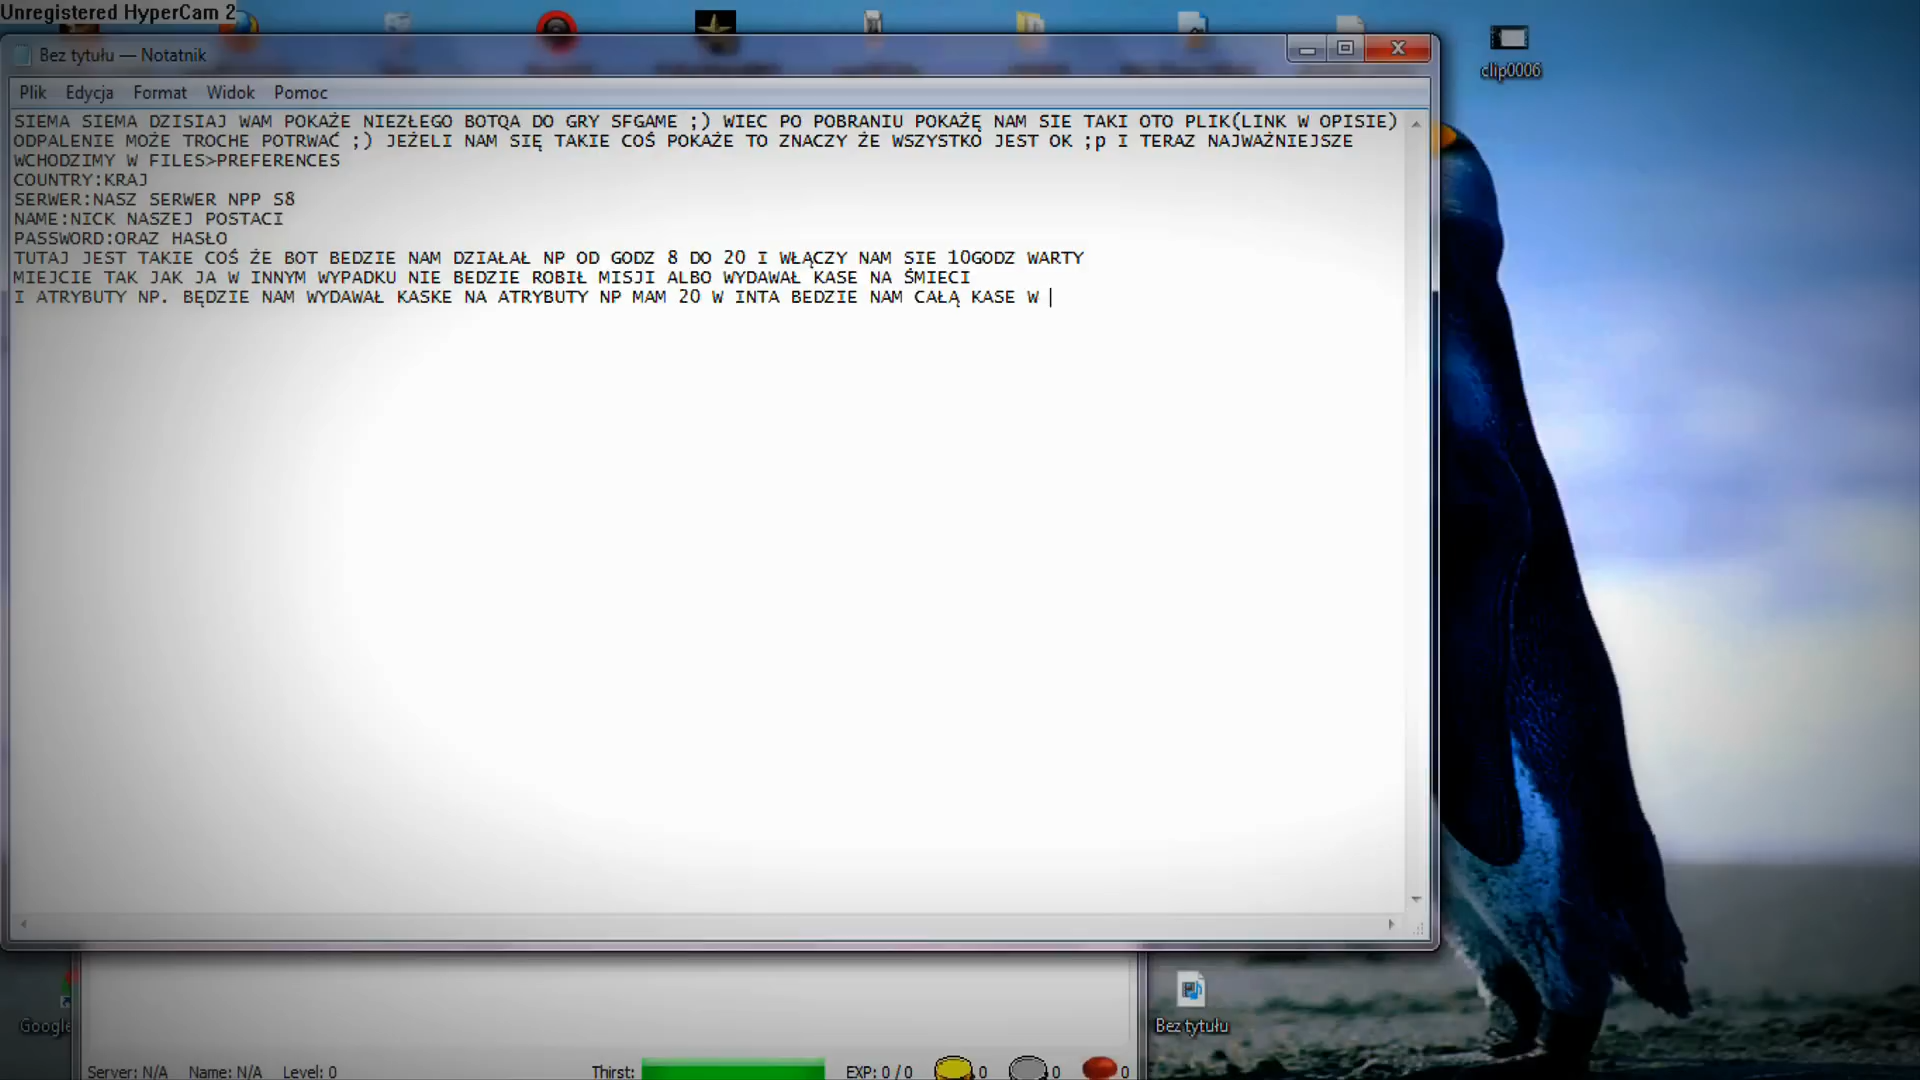 Unregistered HyperCam 2
Bez tytułu — Notatnik
Plik Edycja Format Widok Pomoc
SIEMA SIEMA DZISIAJ WAM POKAŻE NIEZŁEGO BOTQA DO GRY SFGAME ;) WIEC PO POBRANIU POKAŻĘ NAM SIE TAKI OTO PLIK(LINK W OPISIE)
ODPALENIE MOŻE TROCHE POTRWAĆ ;) JEŻELI NAM SIĘ TAKIE COŚ POKAŻE TO ZNACZY ŻE WSZYSTKO JEST OK ;p I TERAZ NAJWAŻNIEJSZE
WCHODZIMY W FILES>PREFERENCES
COUNTRY:KRAJ
SERWER:NASZ SERWER NPP S8
NAME:NICK NASZEJ POSTACI
PASSWORD:ORAZ HASŁO
TUTAJ JEST TAKIE COŚ ŻE BOT BEDZIE NAM DZIAŁAŁ NP OD GODZ 8 DO 20 I WŁĄCZY NAM SIE 10GODZ WARTY
MIEJCIE TAK JAK JA W INNYM WYPADKU NIE BEDZIE ROBIŁ MISJI ALBO WYDAWAŁ KASE NA ŚMIECI
I ATRYBUTY NP. BĘDZIE NAM WYDAWAŁ KASKE NA ATRYBUTY NP MAM 20 W INTA BEDZIE NAM CAŁĄ KASE W
clip0006
Google
Bez tytułu
Server: N/A Name: N/A Level: 0 Thirst: EXP: 0 / 0 0 0 0